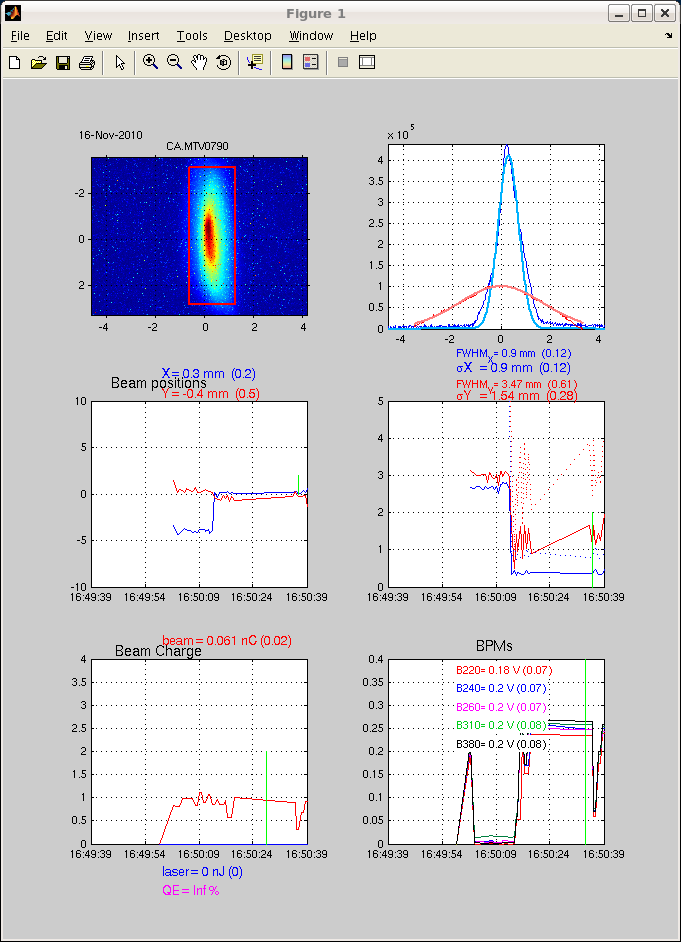 Figure 1
File Edit View Insert Tools Desktop Window Help
16-Nov-2010
CA.MTV0790
-2
0
2
-4 -2 0 2 4
x 10^5
4
3.5
3
2.5
2
1.5
1
0.5
0
-4 -2 0 2 4
FWHM_X= 0.9 mm (0.12)
σX = 0.9 mm (0.12)
FWHM_Y= 3.47 mm (0.61)
σY = 1.54 mm (0.28)
X= 0.3 mm (0.2)
Beam positions
Y= -0.4 mm (0.5)
10
5
0
-5
-10
16:49:39 16:49:54 16:50:09 16:50:24 16:50:39
5
4
3
2
1
0
16:49:39 16:49:54 16:50:09 16:50:24 16:50:39
beam= 0.061 nC (0.02)
Beam Charge
4
3.5
3
2.5
2
1.5
1
0.5
0
16:49:39 16:49:54 16:50:09 16:50:24 16:50:39
laser= 0 nJ (0)
QE= Inf %
BPMs
0.4
0.35
0.3
0.25
0.2
0.15
0.1
0.05
0
B220= 0.18 V (0.07)
B240= 0.2 V (0.07)
B260= 0.2 V (0.07)
B310= 0.2 V (0.08)
B380= 0.2 V (0.08)
16:49:39 16:49:54 16:50:09 16:50:24 16:50:39